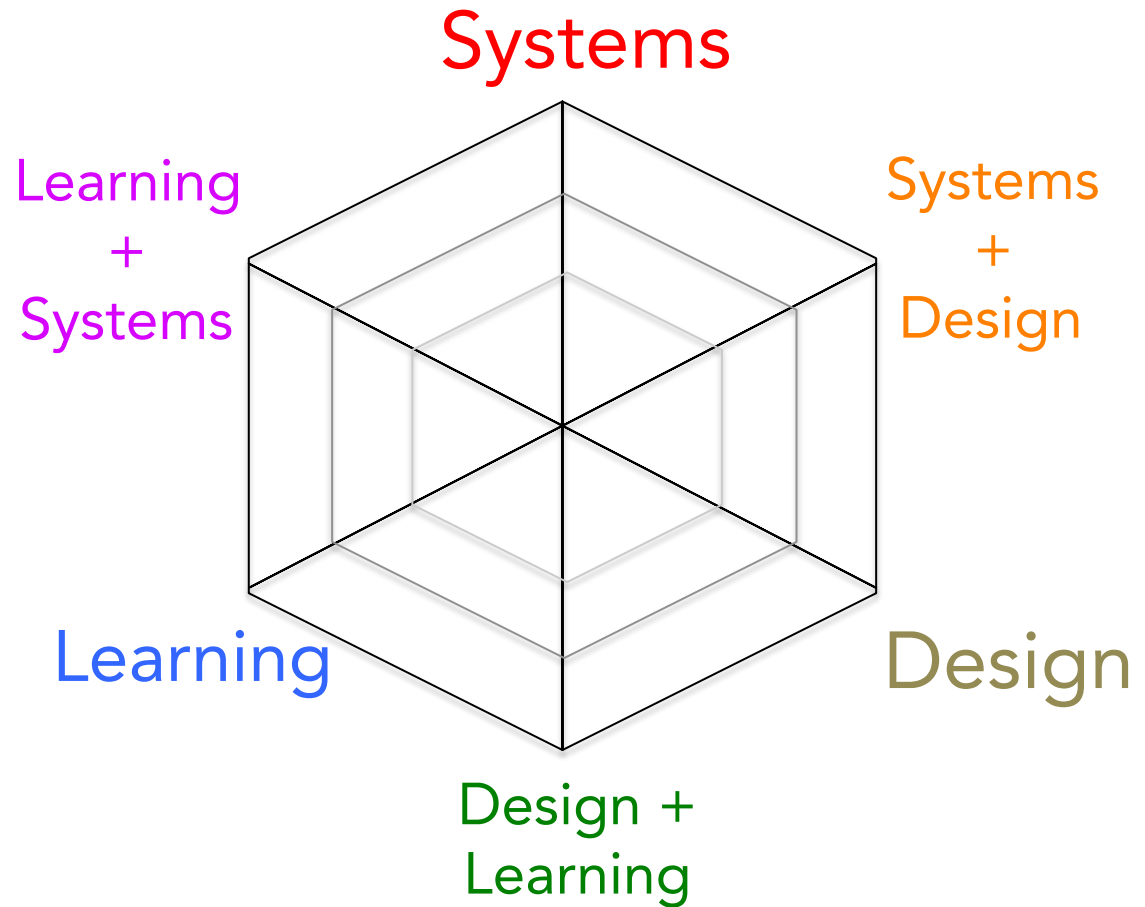 Systems
Learning
+
Systems
Systems
+
Design
Learning
Design
Design +
Learning